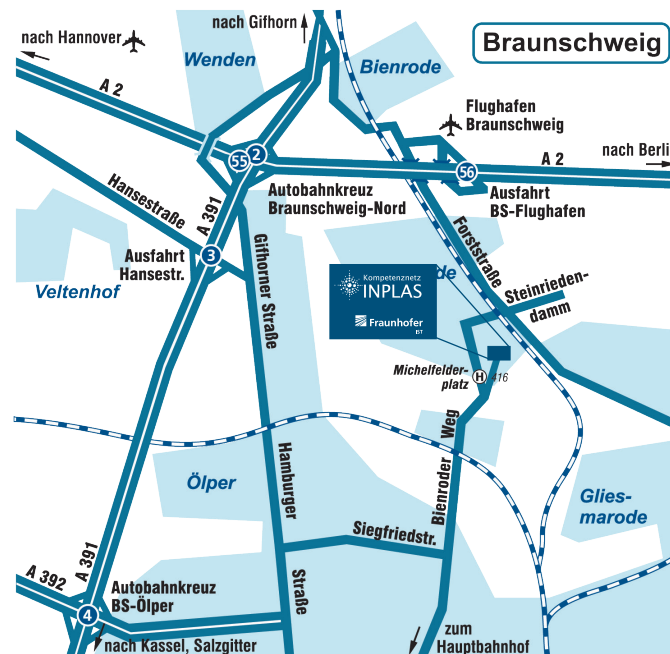 nach Gifhorn
Braunschweig
nach Hannover
Wenden
Bienrode
A 2
Flughafen
Braunschweig
nach Berli
A 2
55
2
56
Hansestraße
A 391
Autobahnkreuz
Braunschweig-Nord
Ausfahrt
BS-Flughafen
Ausfahrt
Hansestr.
3
Gifhorner Straße
Forststraße
Veltenhof
Kompetenznetz
INPLAS
de
Steinrieden-
damm
Fraunhofer
BT
Michelfelder-
platz
H
416
Bienroder Weg
Ölper
Hamburger
Straße
Glies-
marode
Siegfriedstr.
A 391
A 392
Autobahnkreuz
BS-Ölper
4
nach Kassel, Salzgitter
zum
Hauptbahnhof